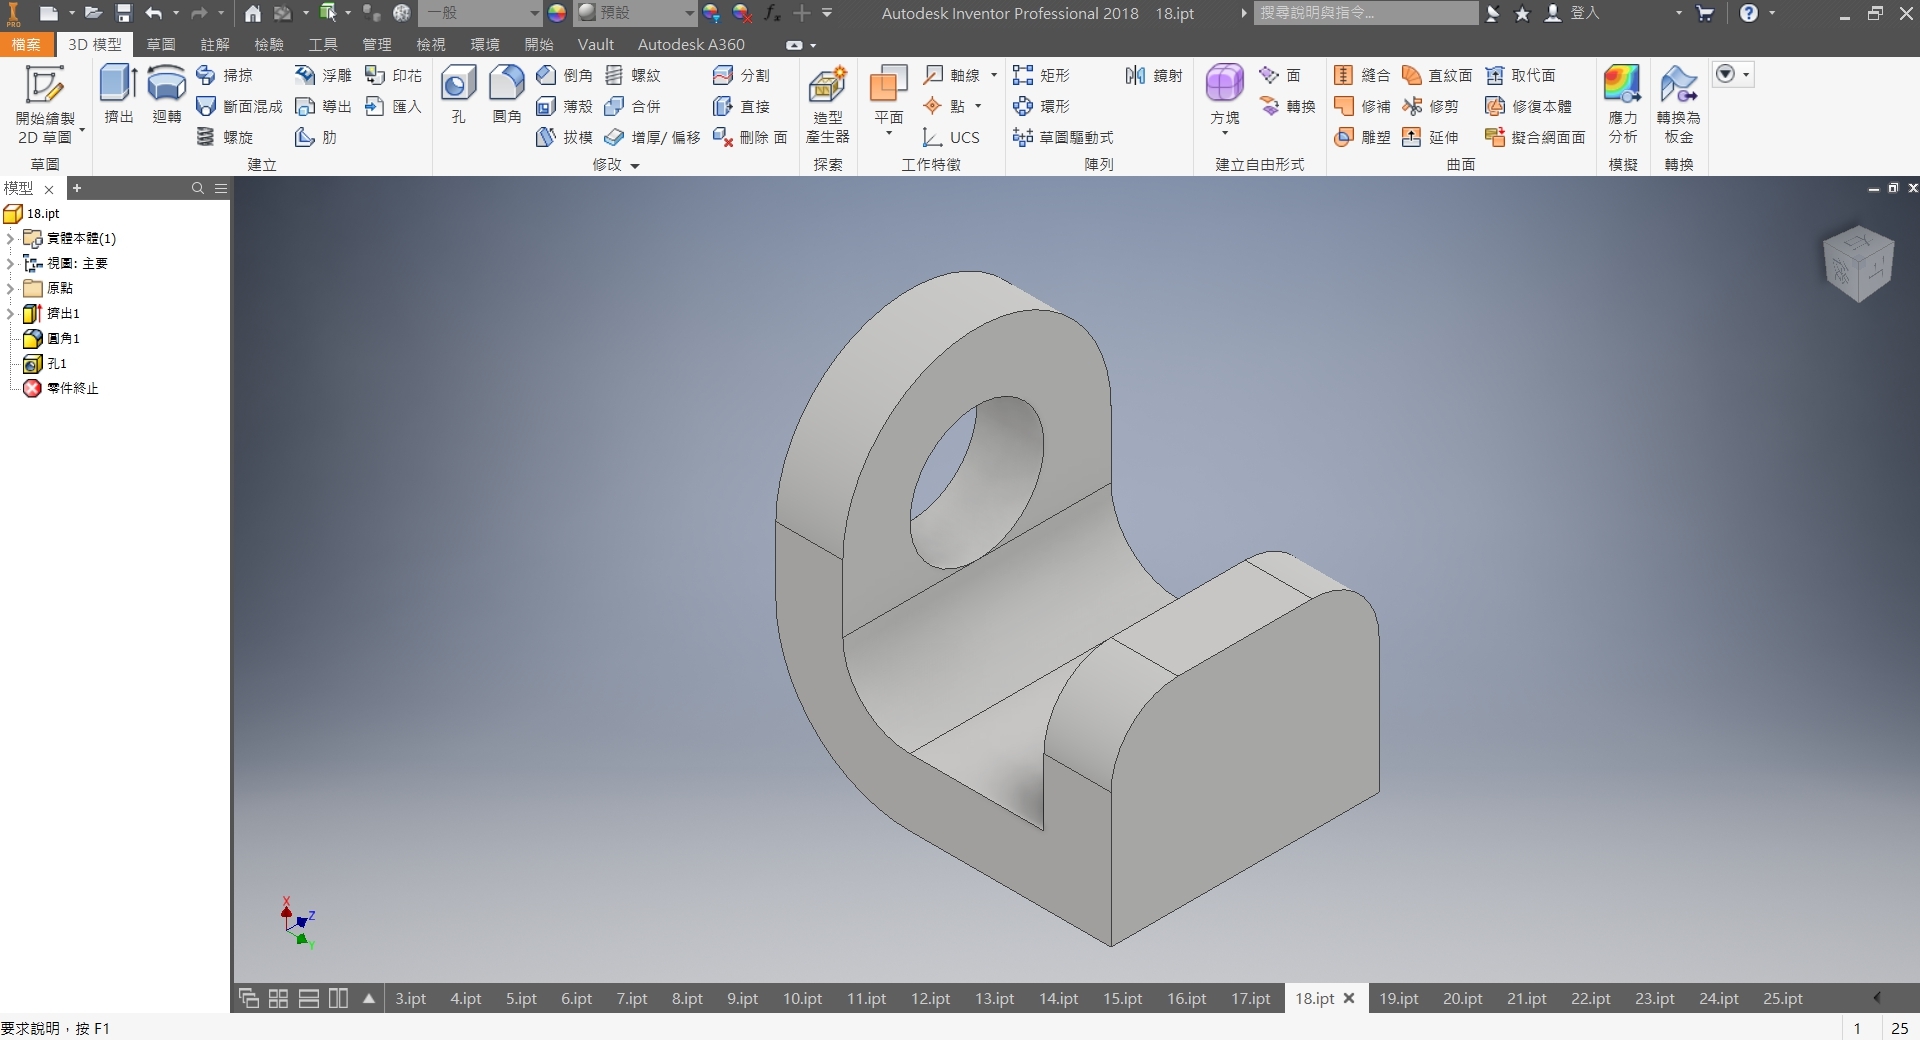 PRO
一般
預設
Autodesk Inventor Professional 2018 18.ipt
搜尋說明與指令...
登入
檔案 3D 模型 草圖 註解 檢驗 工具 管理 檢視 環境 開始 Vault Autodesk A360
開始繪製
2D 草圖
草圖
擠出
迴轉
掃掠
斷面混成
螺旋
浮雕
導出
肋
印花
匯入
建立
孔
圓角
倒角
薄殼
拔模
螺紋
合併
增厚/ 偏移
分割
直接
刪除 面
修改
造型
產生器
探索
平面
軸線
點
UCS
工作特徵
矩形
環形
草圖驅動式
鏡射
陣列
方塊
面
轉換
建立自由形式
縫合
修補
雕塑
直紋面
修剪
延伸
取代面
修復本體
擬合網面面
曲面
應力
分析
模擬
轉換為
板金
轉換
模型
18.ipt
實體本體(1)
視圖: 主要
原點
擠出1
圓角1
孔1
零件終止
X
Z
Y
3.ipt 4.ipt 5.ipt 6.ipt 7.ipt 8.ipt 9.ipt 10.ipt 11.ipt 12.ipt 13.ipt 14.ipt 15.ipt 16.ipt 17.ipt 18.ipt 19.ipt 20.ipt 21.ipt 22.ipt 23.ipt 24.ipt 25.ipt
要求說明，按 F1
1 25